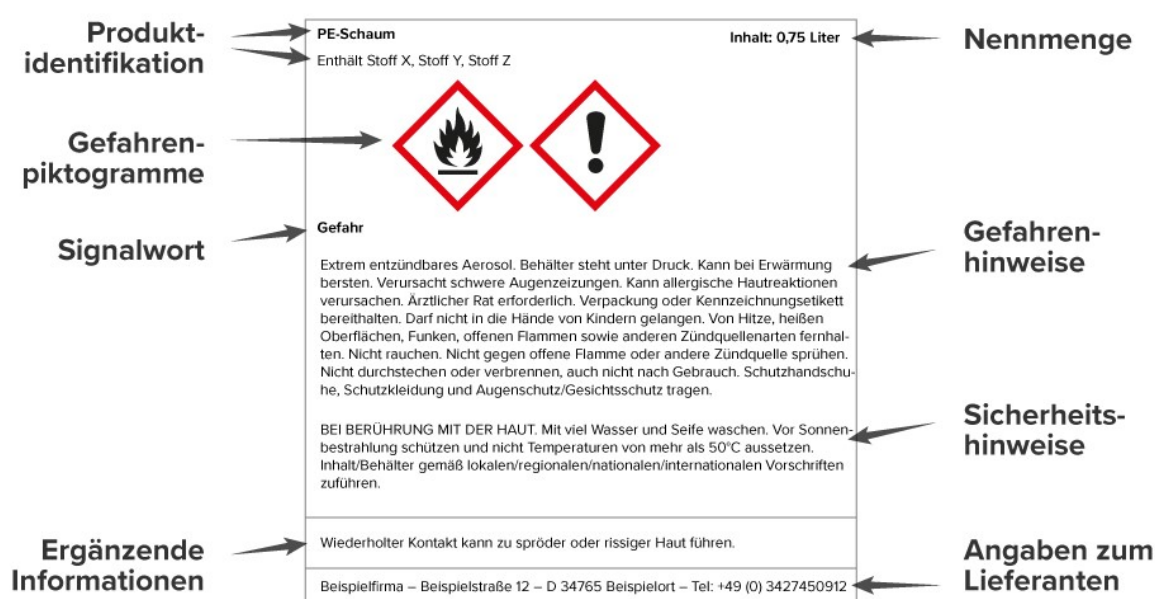 Produkt-
identifikation
PE-Schaum
Inhalt: 0,75 Liter
Nennmenge
Enthält Stoff X, Stoff Y, Stoff Z
Gefahren-
piktogramme
Signalwort
Gefahr
Gefahren-
hinweise
Extrem entzündbares Aerosol. Behälter steht unter Druck. Kann bei Erwärmung
bersten. Verursacht schwere Augenzeizungen. Kann allergische Hautreaktionen
verursachen. Ärztlicher Rat erforderlich. Verpackung oder Kennzeichnungsetikett
bereithalten. Darf nicht in die Hände von Kindern gelangen. Von Hitze, heißen
Oberflächen, Funken, offenen Flammen sowie anderen Zündquellenarten fernhal-
ten. Nicht rauchen. Nicht gegen offene Flamme oder andere Zündquelle sprühen.
Nicht durchstechen oder verbrennen, auch nicht nach Gebrauch. Schutzhandschu-
he, Schutzkleidung und Augenschutz/Gesichtsschutz tragen.
Sicherheits-
hinweise
BEI BERÜHRUNG MIT DER HAUT. Mit viel Wasser und Seife waschen. Vor Sonnen-
bestrahlung schützen und nicht Temperaturen von mehr als 50°C aussetzen.
Inhalt/Behälter gemäß lokalen/regionalen/nationalen/internationalen Vorschriften
zuführen.
Ergänzende
Informationen
Wiederholter Kontakt kann zu spröder oder rissiger Haut führen.
Angaben zum
Lieferanten
Beispielfirma – Beispielstraße 12 – D 34765 Beispielort – Tel: +49 (0) 3427450912